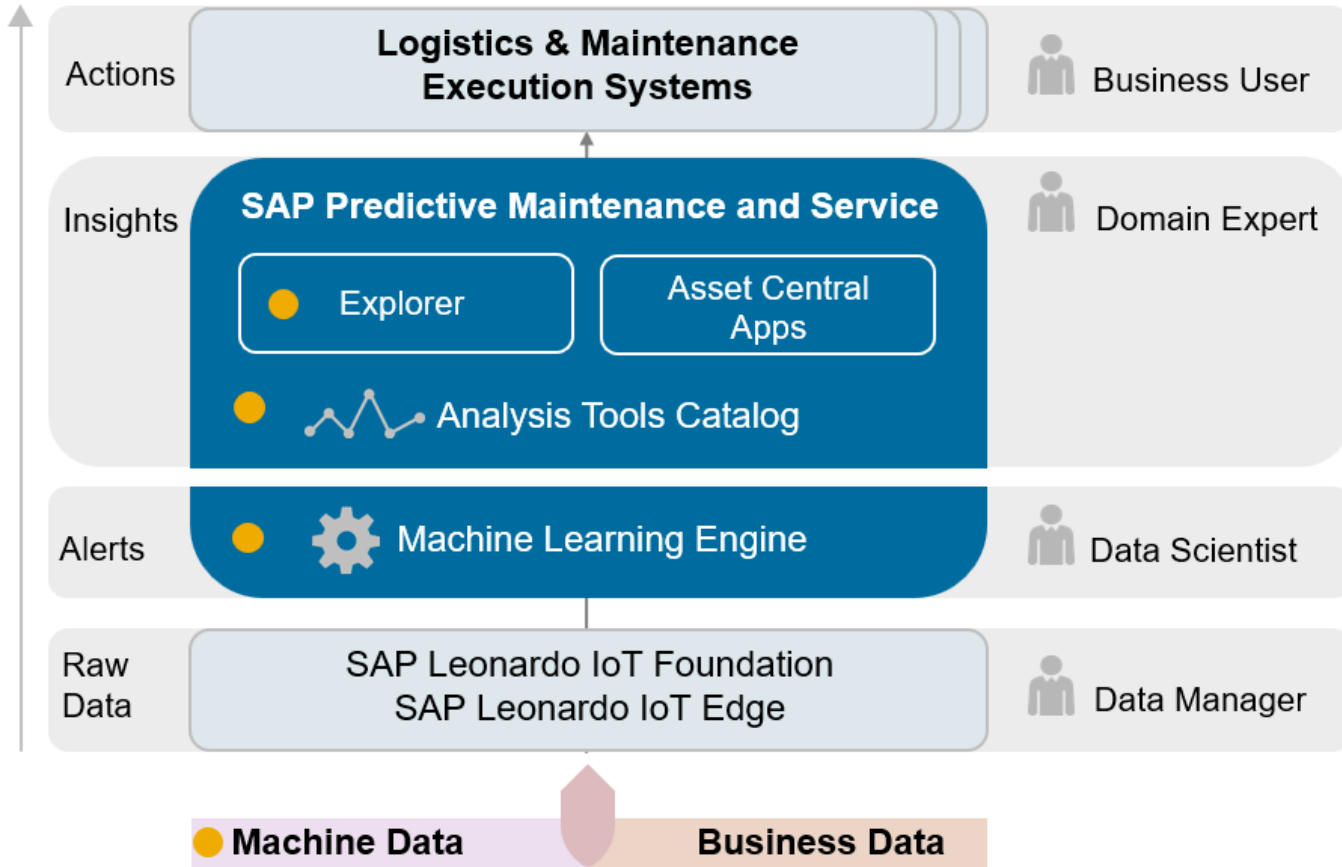 Actions
Logistics & Maintenance
Execution Systems
Business User
Insights
SAP Predictive Maintenance and Service
Domain Expert
Explorer
Asset Central
Apps
Analysis Tools Catalog
Alerts
Machine Learning Engine
Data Scientist
Raw
Data
SAP Leonardo IoT Foundation
SAP Leonardo IoT Edge
Data Manager
Machine Data
Business Data